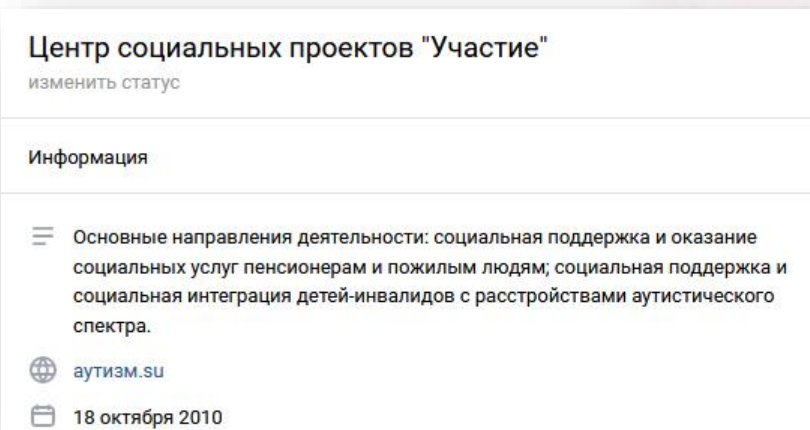 Центр социальных проектов "Участие"
изменить статус
Информация
Основные направления деятельности: социальная поддержка и оказание
социальных услуг пенсионерам и пожилым людям; социальная поддержка и
социальная интеграция детей-инвалидов с расстройствами аутистического
спектра.
аутизм.su
18 октября 2010